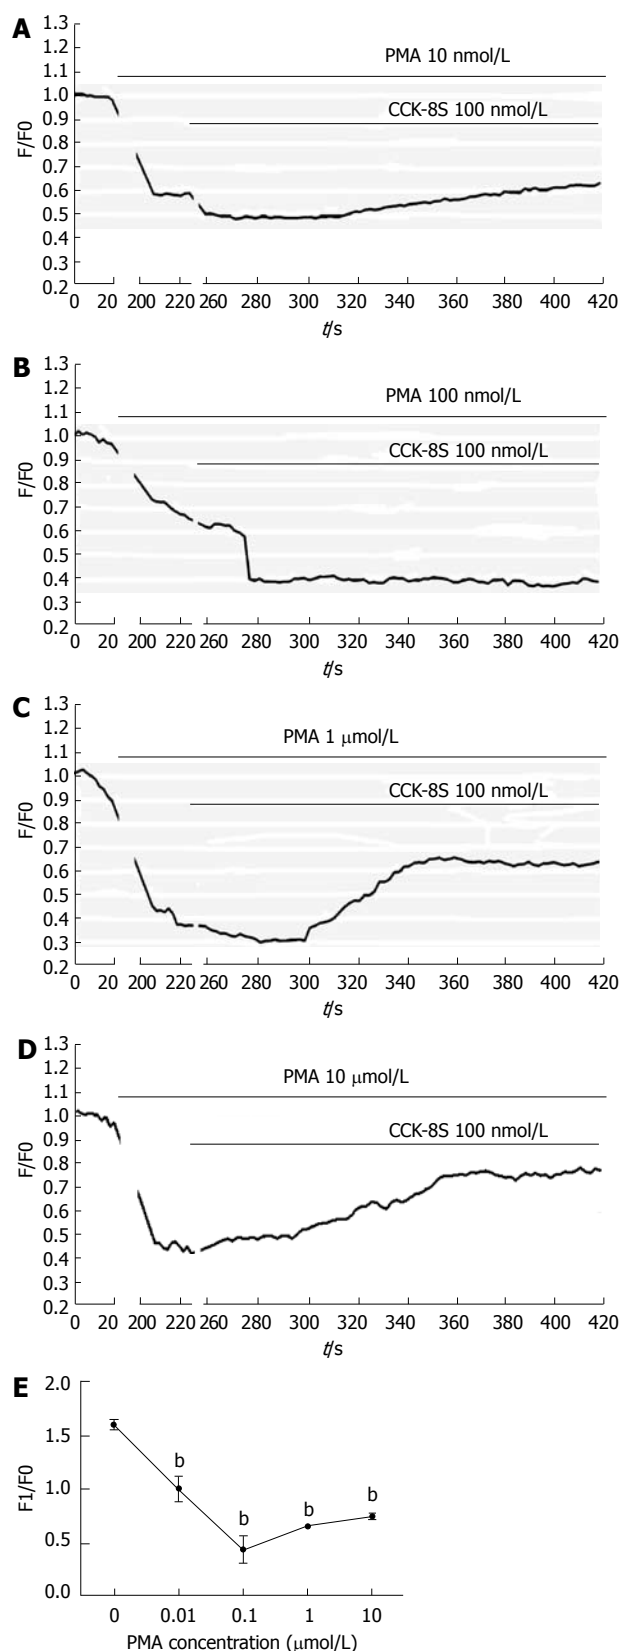 A
1.3
1.2
1.1
1.0
0.9
0.8
0.7
0.6
0.5
0.4
0.3
0.2
F/F0
PMA 10 nmol/L
CCK-8S 100 nmol/L
0 20 200 220 260 280 300 320 340 360 380 400 420
t/s
B
1.3
1.2
1.1
1.0
0.9
0.8
0.7
0.6
0.5
0.4
0.3
0.2
F/F0
PMA 100 nmol/L
CCK-8S 100 nmol/L
0 20 200 220 260 280 300 320 340 360 380 400 420
t/s
C
1.3
1.2
1.1
1.0
0.9
0.8
0.7
0.6
0.5
0.4
0.3
0.2
F/F0
PMA 1 μmol/L
CCK-8S 100 nmol/L
0 20 200 220 260 280 300 320 340 360 380 400 420
t/s
D
1.3
1.2
1.1
1.0
0.9
0.8
0.7
0.6
0.5
0.4
0.3
0.2
F/F0
PMA 10 μmol/L
CCK-8S 100 nmol/L
0 20 200 220 260 280 300 320 340 360 380 400 420
t/s
E
2.0
1.5
1.0
0.5
0.0
F1/F0
b
b
b
b
0 0.01 0.1 1 10
PMA concentration (μmol/L)